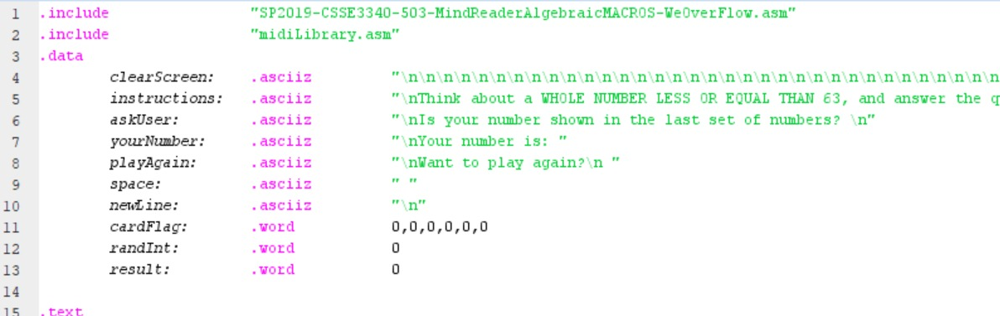 1 .include "SP2019-CSSE3340-503-MindReaderAlgebraicMACROS-WeOverFlow.asm"
2 .include "midiLibrary.asm"
3 .data
4 clearScreen: .asciiz "\n\n\n\n\n\n\n\n\n\n\n\n\n\n\n\n\n\n\n\n\n\n\n\n\n\n\n\n\n\n\n\n\n\n
5 instructions: .asciiz "\nThink about a WHOLE NUMBER LESS OR EQUAL THAN 63, and answer the q
6 askUser: .asciiz "\nIs your number shown in the last set of numbers? \n"
7 yourNumber: .asciiz "\nYour number is: "
8 playAgain: .asciiz "\nWant to play again?\n "
9 space: .asciiz " "
10 newLine: .asciiz "\n"
11 cardFlag: .word 0,0,0,0,0,0
12 randInt: .word 0
13 result: .word 0
14
15 .text